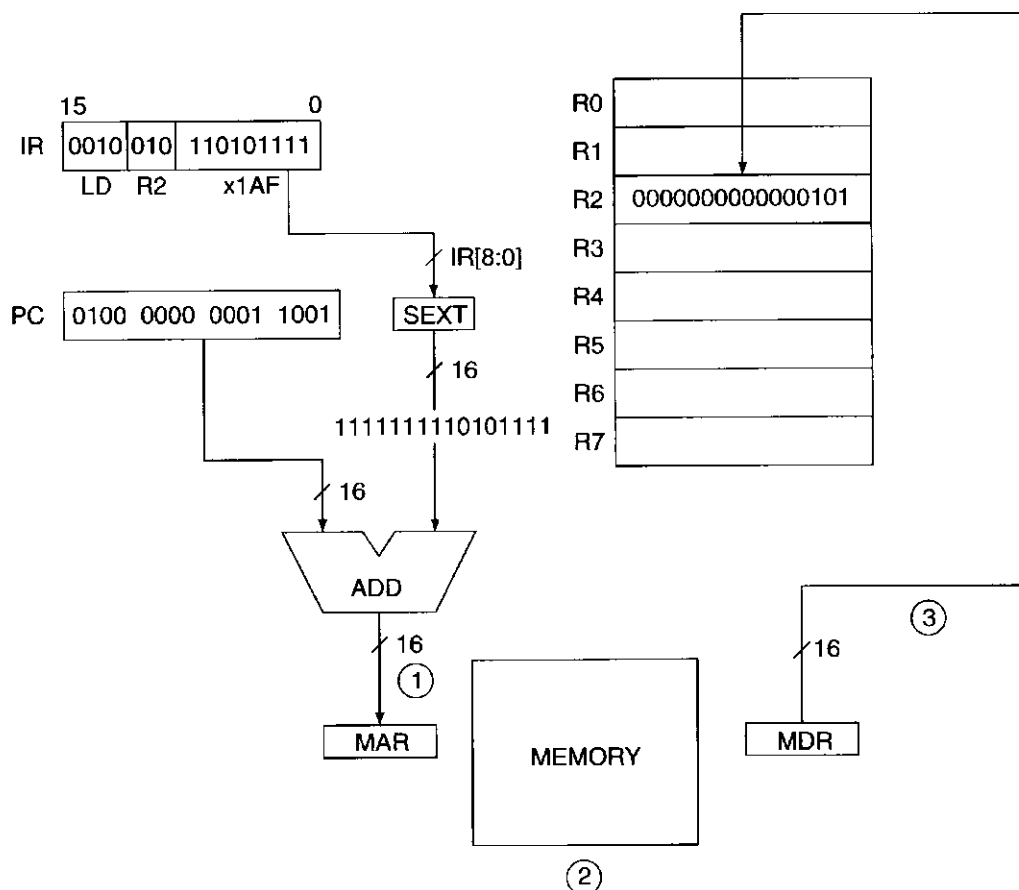 15 0
IR 0010 010 110101111
LD R2 x1AF
IR[8:0]
PC 0100 0000 0001 1001
SEXT
16
1111111110101111
16
ADD
16
1
MAR
MEMORY
2
MDR
16
3
R0
R1
R2 0000000000000101
R3
R4
R5
R6
R7